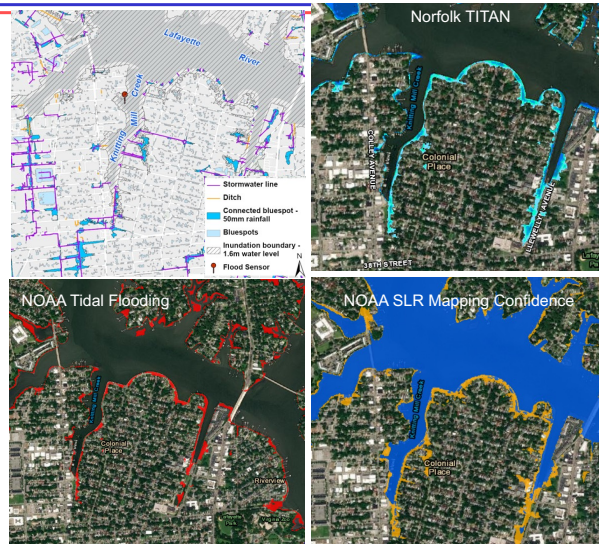 Lafayette
River
Knitting Mill Creek
Stormwater line
Ditch
Connected bluespot -
50mm rainfall
Bluespots
Inundation boundary -
1.6m water level
Flood Sensor
N
Norfolk TITAN
Knitting Mill Creek
COLLEY AVENUE
Colonial
Place
LLEWELLYN AVENUE
38TH STREET
NOAA Tidal Flooding
Knitting Mill Creek
Colonial
Place
Riverview
NOAA SLR Mapping Confidence
Knitting Mill Creek
Colonial
Place